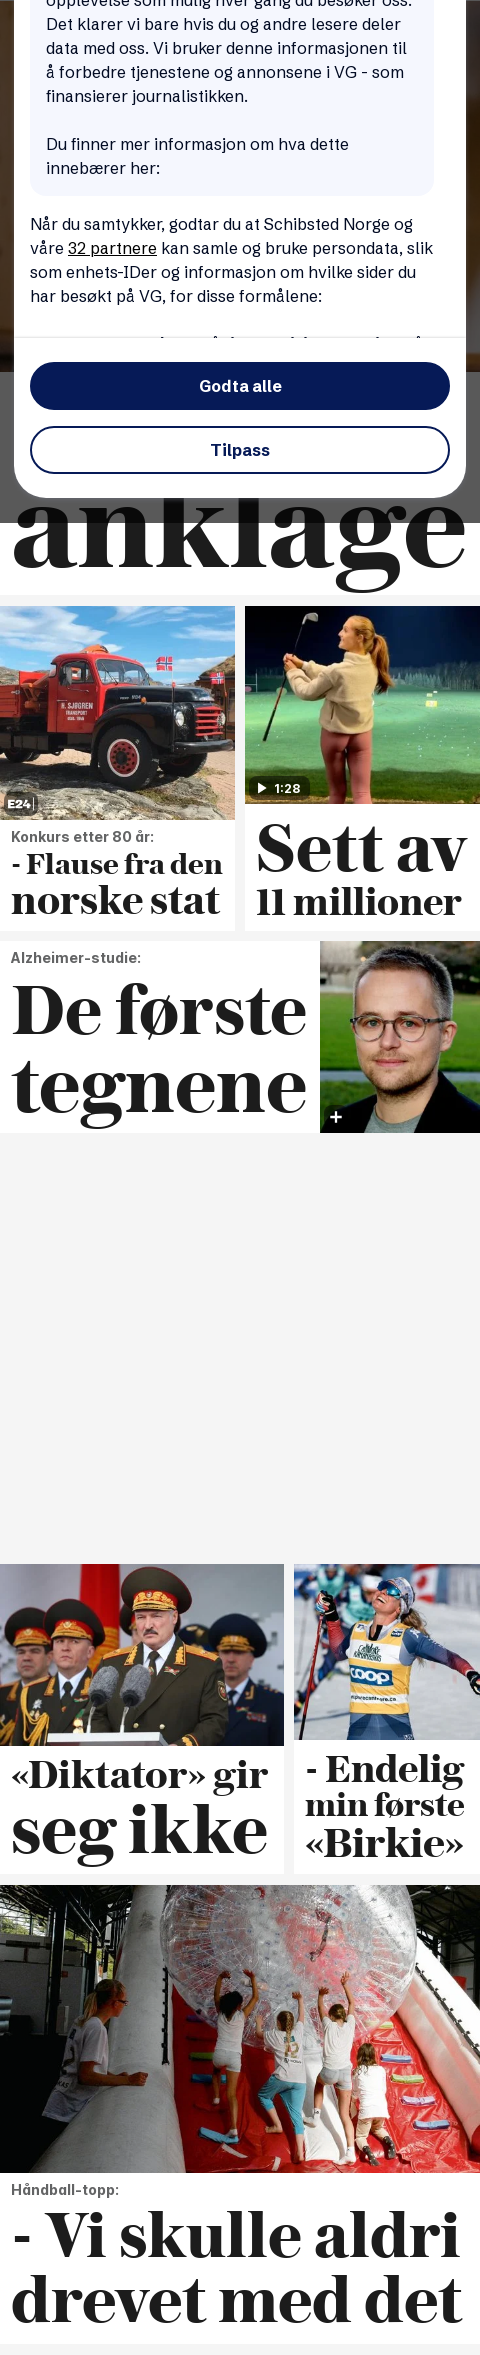 opplevelse som mulig hver gang du besøker oss.
Det klarer vi bare hvis du og andre lesere deler
data med oss. Vi bruker denne informasjonen til
å forbedre tjenestene og annonsene i VG - som
finansierer journalistikken.
Du finner mer informasjon om hva dette
innebærer her:
Når du samtykker, godtar du at Schibsted Norge og
våre 32 partnere kan samle og bruke persondata, slik
som enhets-IDer og informasjon om hvilke sider du
har besøkt på VG, for disse formålene:
Godta alle
Tilpass
anklage
H. SJØGREN
TRANSPORT
E24
1:28
Konkurs etter 80 år:
- Flause fra den
norske stat
Sett av
11 millioner
Alzheimer-studie:
De første
tegnene
+
coop
«Diktator» gir
seg ikke
- Endelig
min første
«Birkie»
Håndball-topp:
- Vi skulle aldri
drevet med det